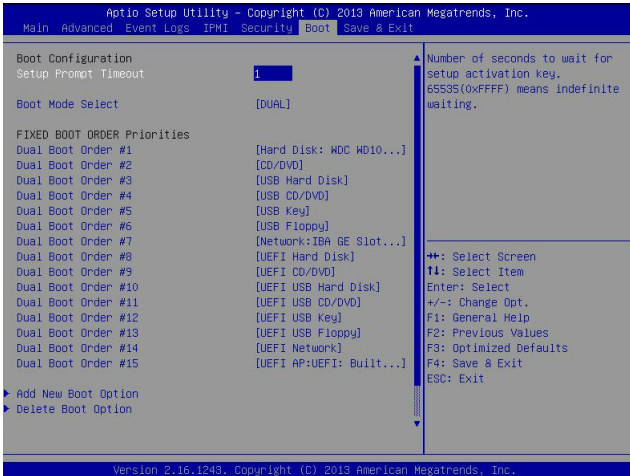 Aptio Setup Utility – Copyright (C) 2013 American Megatrends, Inc.
Main Advanced Event Logs IPMI Security Boot Save & Exit
Boot Configuration
Setup Prompt Timeout 1
Boot Mode Select [DUAL]
FIXED BOOT ORDER Priorities
Dual Boot Order #1 [Hard Disk: WDC WD10...]
Dual Boot Order #2 [CD/DVD]
Dual Boot Order #3 [USB Hard Disk]
Dual Boot Order #4 [USB CD/DVD]
Dual Boot Order #5 [USB Key]
Dual Boot Order #6 [USB Floppy]
Dual Boot Order #7 [Network:IBA GE Slot...]
Dual Boot Order #8 [UEFI Hard Disk]
Dual Boot Order #9 [UEFI CD/DVD]
Dual Boot Order #10 [UEFI USB Hard Disk]
Dual Boot Order #11 [UEFI USB CD/DVD]
Dual Boot Order #12 [UEFI USB Key]
Dual Boot Order #13 [UEFI USB Floppy]
Dual Boot Order #14 [UEFI Network]
Dual Boot Order #15 [UEFI AP:UEFI: Built...]
Add New Boot Option
Delete Boot Option
Number of seconds to wait for
setup activation key.
65535(0xFFFF) means indefinite
waiting.
→←: Select Screen
↑↓: Select Item
Enter: Select
+/-: Change Opt.
F1: General Help
F2: Previous Values
F3: Optimized Defaults
F4: Save & Exit
ESC: Exit
Version 2.16.1243. Copyright (C) 2013 American Megatrends, Inc.